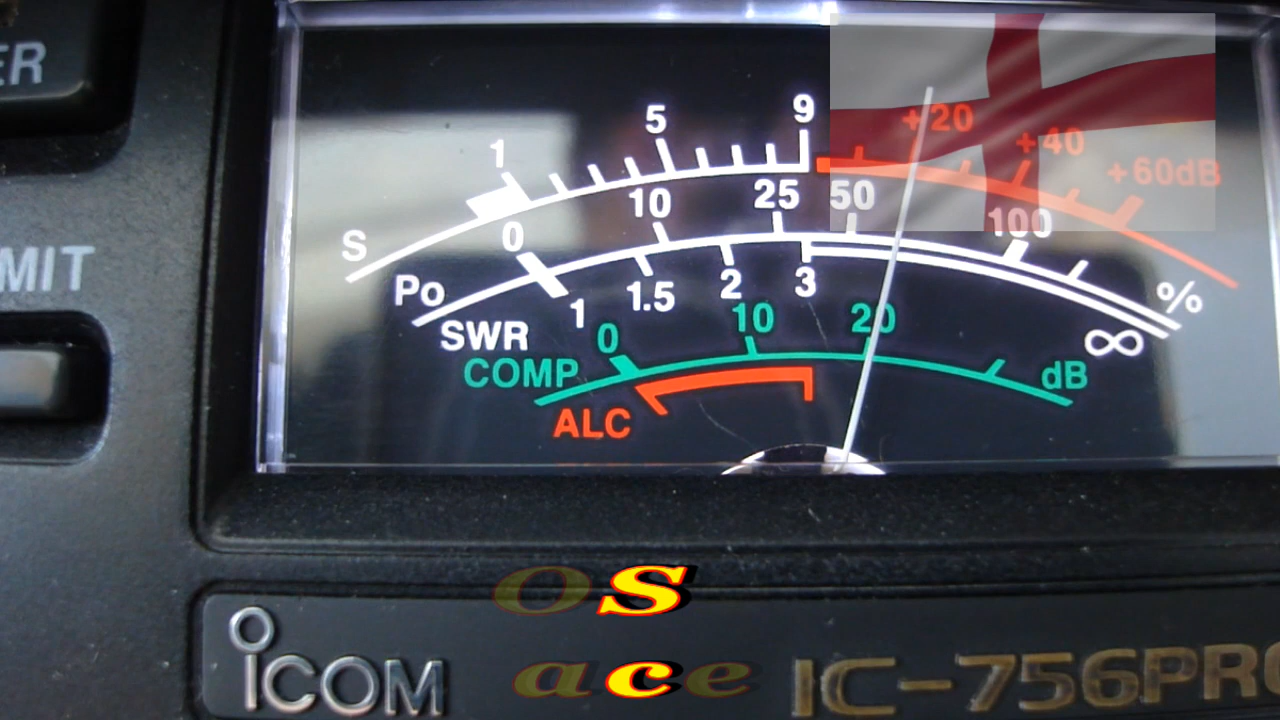 ER
MIT
1 5 9 +20 +40 +60dB
S
0 10 25 50 100 %
Po
SWR 1 1.5 2 3 ∞
COMP 0 10 20 dB
ALC
OS
ace
ICOM IC-756PRO